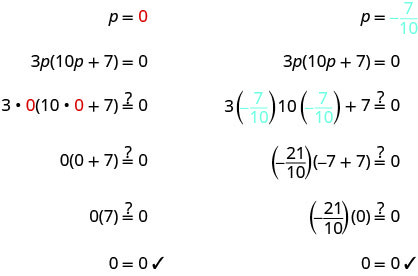 p = 0
3p(10p + 7) = 0
3 • 0(10 • 0 + 7) ≟ 0
0(0 + 7) ≟ 0
0(7) ≟ 0
0 = 0 ✓
p = −7/10
3p(10p + 7) = 0
3(−7/10)10(−7/10) + 7 ≟ 0
(−21/10)(−7 + 7) ≟ 0
(−21/10)(0) ≟ 0
0 = 0 ✓